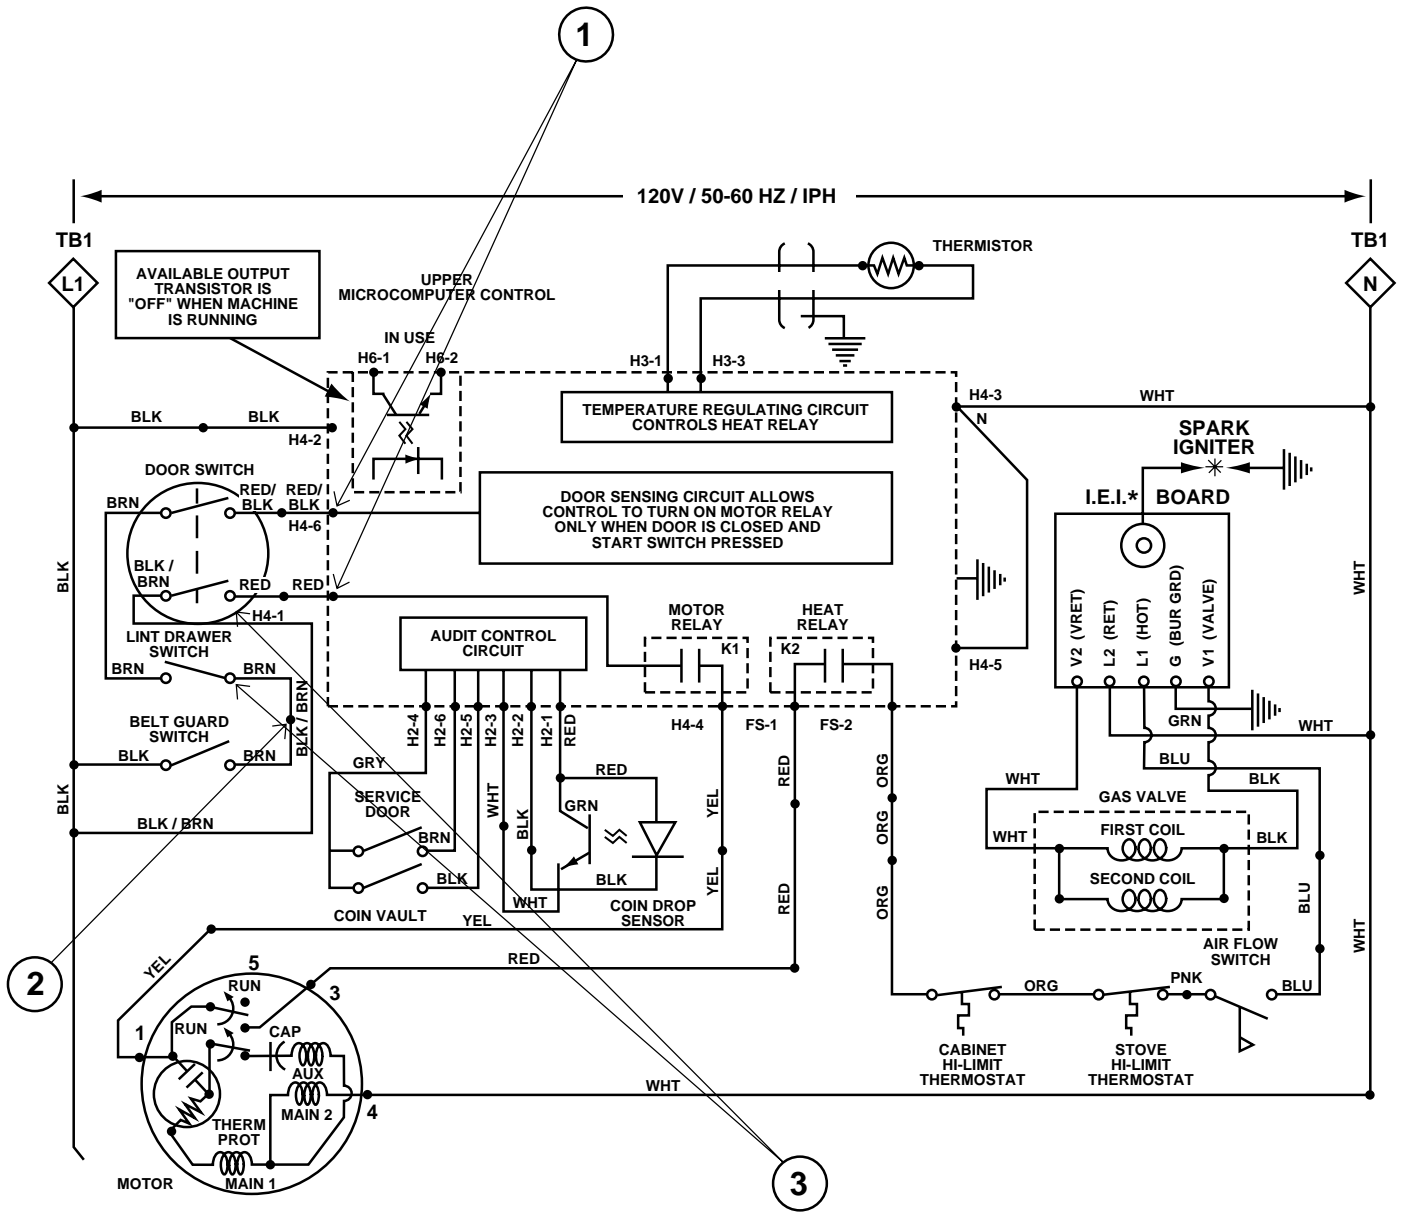 1
120V / 50-60 HZ / IPH
TB1
L1
TB1
N
AVAILABLE OUTPUT
TRANSISTOR IS
"OFF" WHEN MACHINE
IS RUNNING
UPPER
MICROCOMPUTER CONTROL
THERMISTOR
IN USE
H6-1
H6-2
H3-1
H3-3
TEMPERATURE REGULATING CIRCUIT
CONTROLS HEAT RELAY
H4-3
N
WHT
BLK
BLK
H4-2
SPARK
IGNITER
I.E.I.* BOARD
DOOR SWITCH
BRN
RED/
BLK
RED/
BLK
H4-6
DOOR SENSING CIRCUIT ALLOWS
CONTROL TO TURN ON MOTOR RELAY
ONLY WHEN DOOR IS CLOSED AND
START SWITCH PRESSED
BLK
BLK /
BRN
RED
RED
H4-1
WHT
V2 (VRET)
L2 (RET)
L1 (HOT)
G (BUR GRD)
V1 (VALVE)
LINT DRAWER
SWITCH
BRN
BRN
AUDIT CONTROL
CIRCUIT
MOTOR
RELAY
K1
HEAT
RELAY
K2
H4-5
BELT GUARD
SWITCH
BLK
BRN
BLK / BRN
H2-4
H2-6
H2-5
H2-3
H2-2
H2-1
RED
H4-4
FS-1
FS-2
GRN
WHT
BLU
BLK
WHT
GRY
RED
RED
ORG
BLK
BLK / BRN
SERVICE
DOOR
BRN
BLK
WHT
BLK
GRN
YEL
ORG
GAS VALVE
WHT
FIRST COIL
BLK
SECOND COIL
BLK
WHT
YEL
RED
ORG
BLU
COIN VAULT
COIN DROP
SENSOR
YEL
WHT
AIR FLOW
SWITCH
2
YEL
RED
5
RUN
3
ORG
PNK
BLU
1
RUN
CAP
AUX
CABINET
HI-LIMIT
THERMOSTAT
STOVE
HI-LIMIT
THERMOSTAT
WHT
MAIN 2
4
THERM
PROT
MAIN 1
MOTOR
3